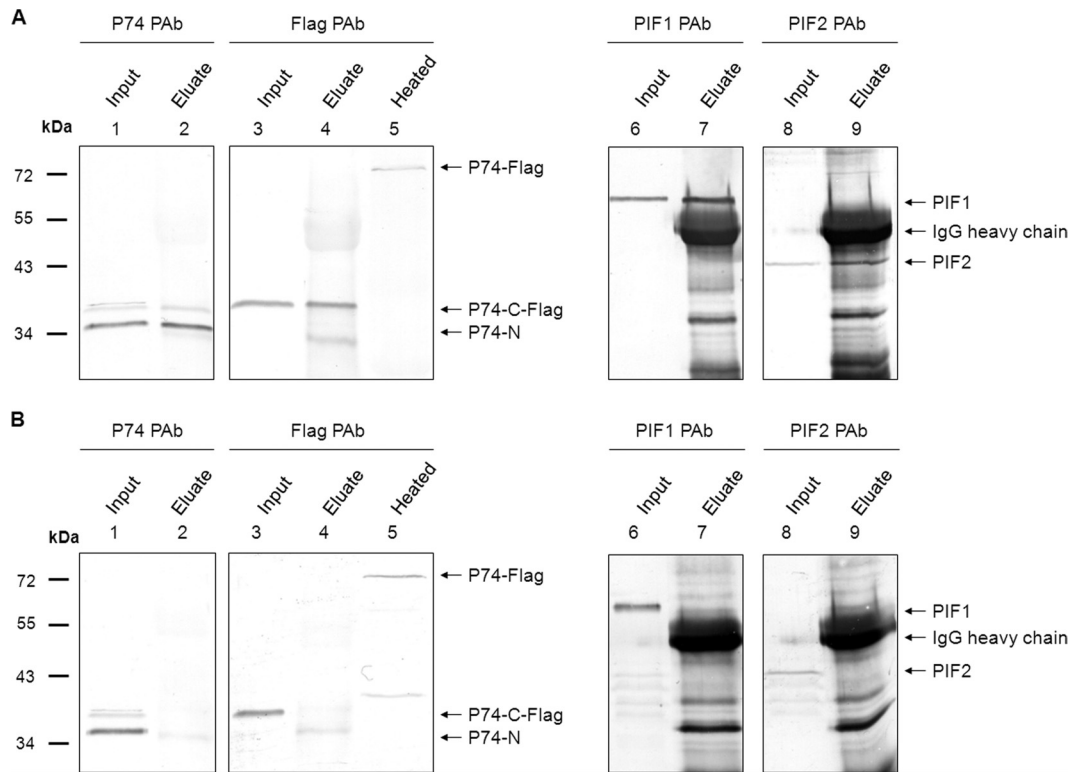 A
P74 PAb Flag PAb PIF1 PAb PIF2 PAb
Input Eluate Input Eluate Heated Input Eluate Input Eluate
kDa 1 2 3 4 5 6 7 8 9
72
55
43
34
P74-Flag
P74-C-Flag
P74-N
PIF1
IgG heavy chain
PIF2
B
P74 PAb Flag PAb PIF1 PAb PIF2 PAb
Input Eluate Input Eluate Heated Input Eluate Input Eluate
kDa 1 2 3 4 5 6 7 8 9
72
55
43
34
P74-Flag
P74-C-Flag
P74-N
PIF1
IgG heavy chain
PIF2